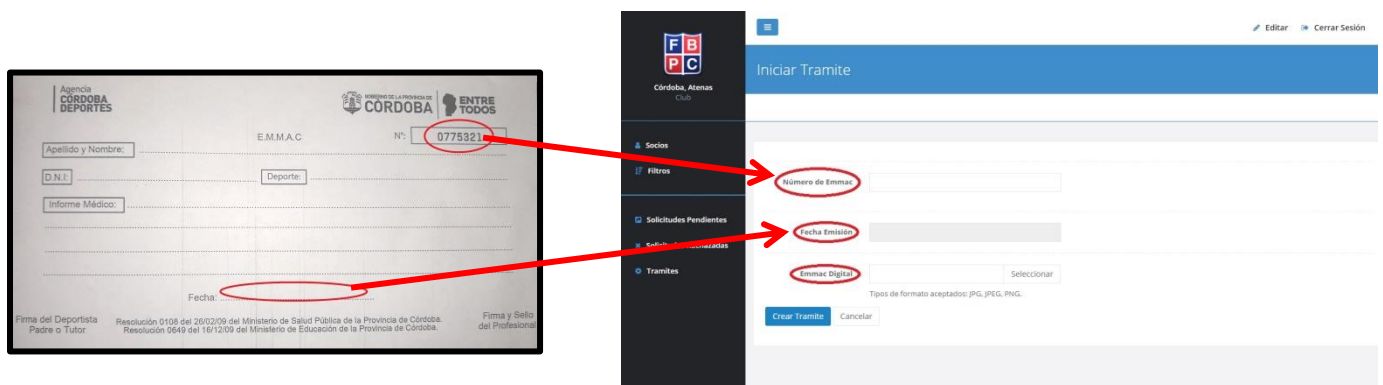 Agencia
CÓRDOBA
DEPORTES
GOBIERNO DE LA PROVINCIA DE
CÓRDOBA
ENTRE
TODOS
E.M.M.A.C.
N°: 0775321
Apellido y Nombre:
D.N.I:
Deporte:
Informe Médico:
Fecha:
Firma del Deportista
Padre o Tutor
Resolución 0108 del 26/02/09 del Ministerio de Salud Pública de la Provincia de Córdoba.
Resolución 0649 del 16/12/09 del Ministerio de Educación de la Provincia de Córdoba.
Firma y Sello
del Profesional
F B
P C
Córdoba, Atenas
Club
Socios
Filtros
Solicitudes Pendientes
Tramites
Editar
Cerrar Sesión
Iniciar Tramite
Número de Emmac
Fecha Emisión
Emmac Digital
Seleccionar
Tipos de formato aceptados: JPG, JPEG, PNG.
Crear Tramite
Cancelar